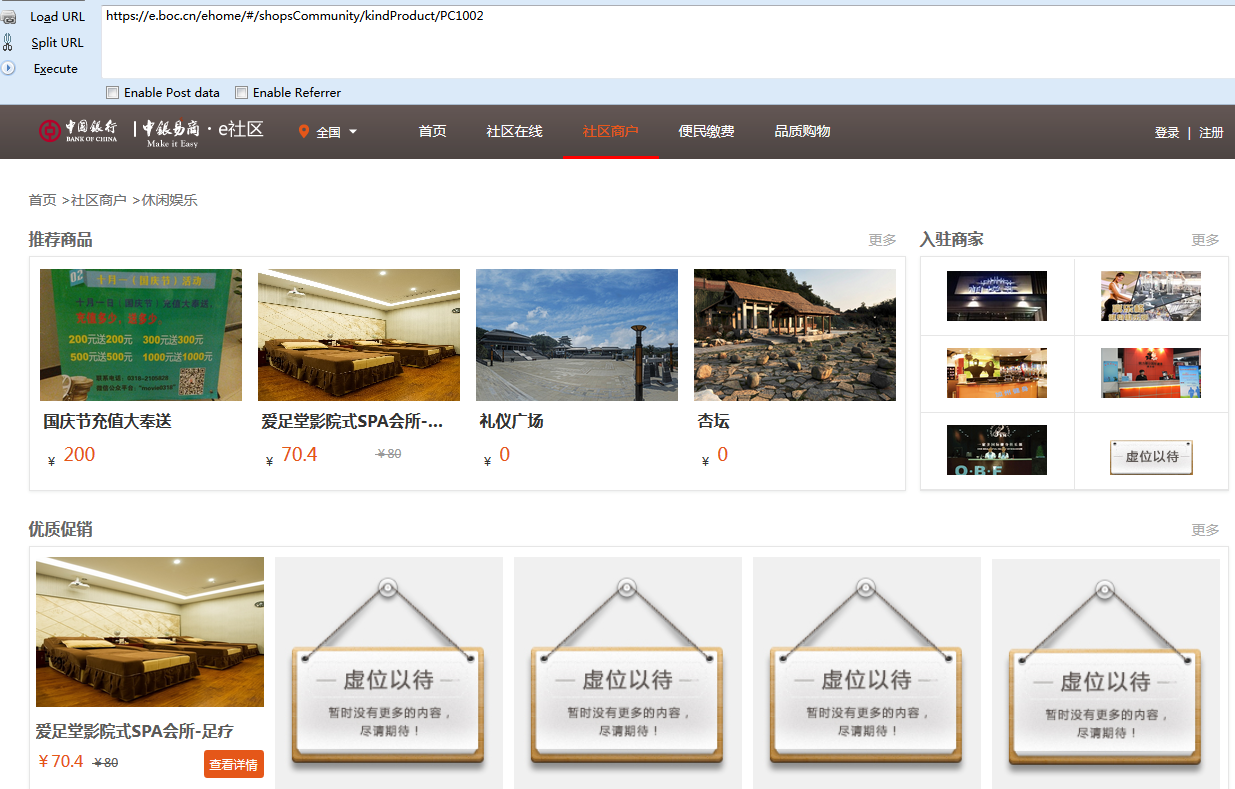 Load URL
https://e.boc.cn/ehome/#/shopsCommunity/kindProduct/PC1002
Split URL
Execute
Enable Post data
Enable Referrer
中国银行
BANK OF CHINA
中银易商·e社区
Make it Easy
全国
首页
社区在线
社区商户
便民缴费
品质购物
登录 | 注册
首页 >社区商户 >休闲娱乐
推荐商品
更多
02
十月一(国庆节)活动
十月一(国庆节)充值大奉送,
充值多少,
200元送200元 300元送300元
500元送500元 1000元送1000元
国庆节充值大奉送
¥ 200
爱足堂影院式SPA会所-...
¥ 70.4
¥80
礼仪广场
¥ 0
杏坛
¥ 0
入驻商家
更多
O·B·F
虚位以待
优质促销
更多
爱足堂影院式SPA会所-足疗
¥70.4 ¥80
查看详情
虚位以待
暂时没有更多的内容,
尽请期待!
虚位以待
暂时没有更多的内容,
尽请期待!
虚位以待
暂时没有更多的内容,
尽请期待!
虚位以待
暂时没有更多的内容,
尽请期待!